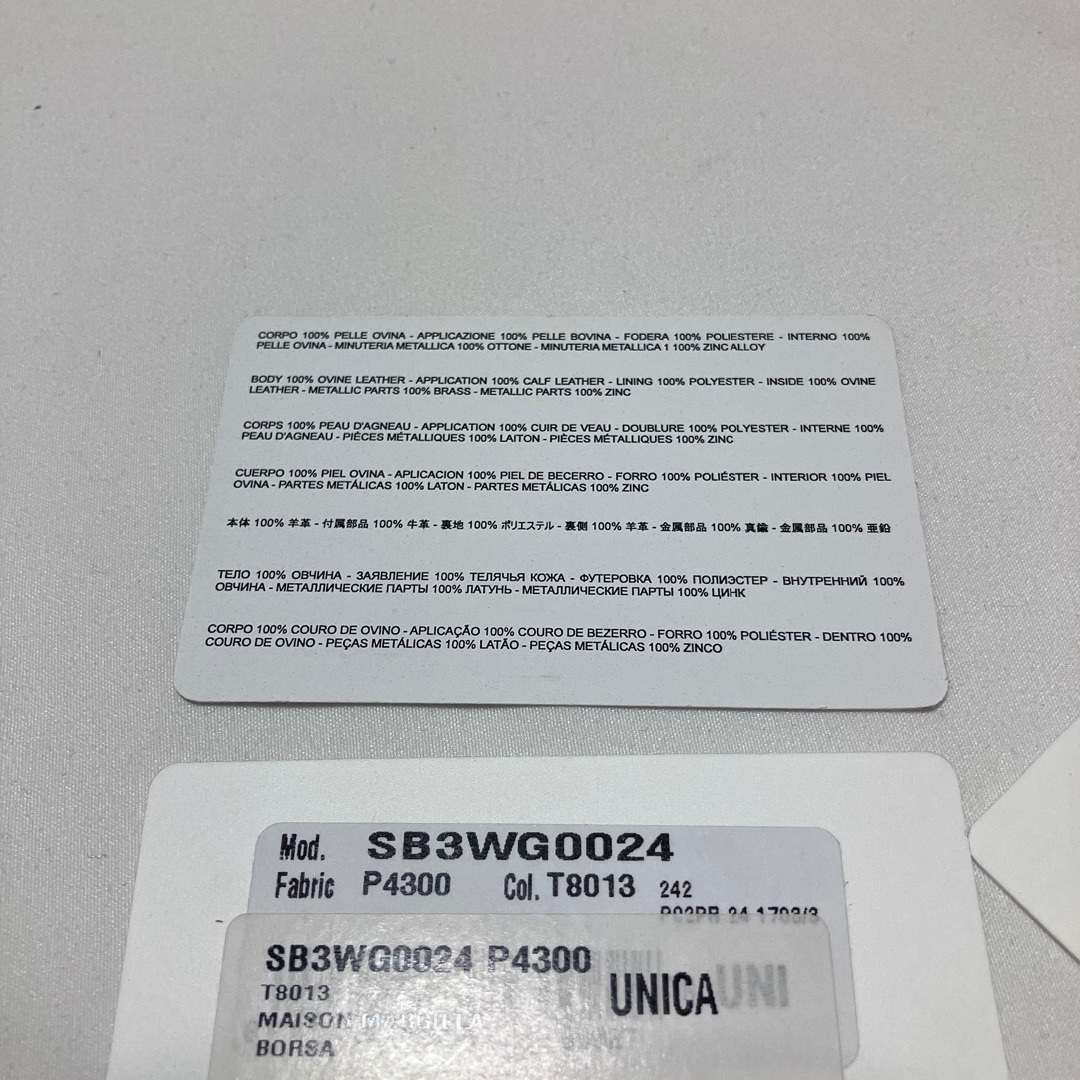 CORPO 100% PELLE OVINA - APPLICAZIONE 100% PELLE BOVINA - FODERA 100% POLIESTERE - INTERNO 100%
PELLE OVINA - MINUTERIA METALLICA 100% OTTONE - MINUTERIA METALLICA 1 100% ZINC ALLOY
BODY 100% OVINE LEATHER - APPLICATION 100% CALF LEATHER - LINING 100% POLYESTER - INSIDE 100% OVINE
LEATHER - METALLIC PARTS 100% BRASS - METALLIC PARTS 100% ZINC
CORPS 100% PEAU D'AGNEAU - APPLICATION 100% CUIR DE VEAU - DOUBLURE 100% POLYESTER - INTERNE 100%
PEAU D'AGNEAU - PIÈCES MÉTALLIQUES 100% LAITON - PIÈCES MÉTALLIQUES 100% ZINC
CUERPO 100% PIEL OVINA - APLICACION 100% PIEL DE BECERRO - FORRO 100% POLIÉSTER - INTERIOR 100% PIEL
OVINA - PARTES METÁLICAS 100% LATON - PARTES METÁLICAS 100% ZINC
本体 100% 羊革 - 付属部品 100% 牛革 - 裏地 100% ポリエステル - 裏側 100% 羊革 - 金属部品 100% 真鍮 - 金属部品 100% 亜鉛
ТЕЛО 100% ОВЧИНА - ЗАЯВЛЕНИЕ 100% ТЕЛЯЧЬЯ КОЖА - ФУТЕРОВКА 100% ПОЛИЭСТЕР - ВНУТРЕННИЙ 100%
ОВЧИНА - МЕТАЛЛИЧЕСКИЕ ПАРТЫ 100% ЛАТУНЬ - МЕТАЛЛИЧЕСКИЕ ПАРТЫ 100% ЦИНК
CORPO 100% COURO DE OVINO - APLICAÇÃO 100% COURO DE BEZERRO - FORRO 100% POLIÉSTER - DENTRO 100%
COURO DE OVINO - PEÇAS METÁLICAS 100% LATÃO - PEÇAS METÁLICAS 100% ZINCO
Mod. SB3WG0024
Fabric P4300 Col. T8013 242
SB3WG0024 P4300
T8013 UNICA
MAISON MARGIELA
BORSA